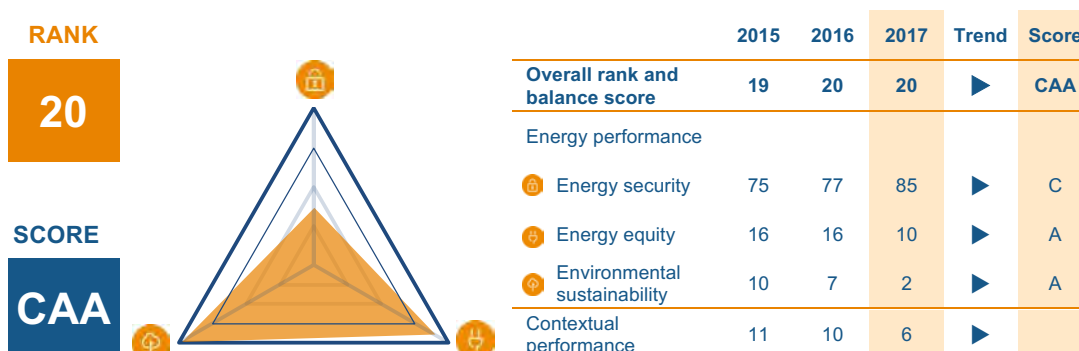 RANK
20
SCORE
CAA
2015 2016 2017 Trend Score
Overall rank and
balance score 19 20 20 CAA
Energy performance
Energy security 75 77 85 C
Energy equity 16 16 10 A
Environmental
sustainability 10 7 2 A
Contextual
performance 11 10 6